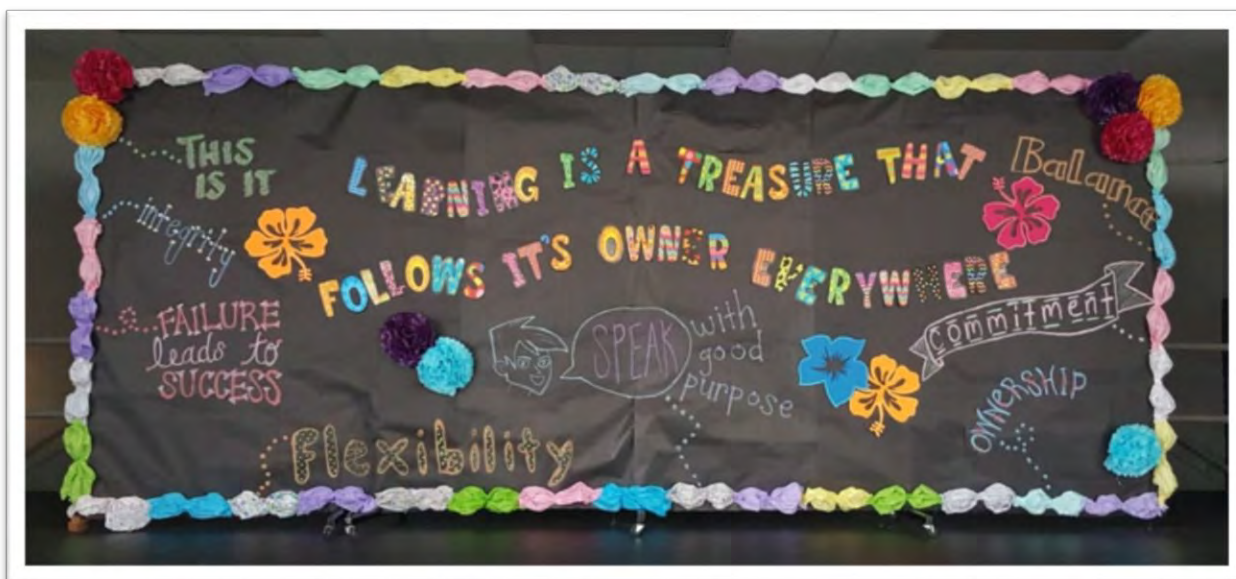 LEARNING IS A TREASURE THAT
FOLLOWS IT'S OWNER EVERYWHERE
THIS
IS IT
integrity
FAILURE
leads to
SUCCESS
Flexibility
SPEAK
with
good
purpose
Balance
Commitment
OWNERSHIP